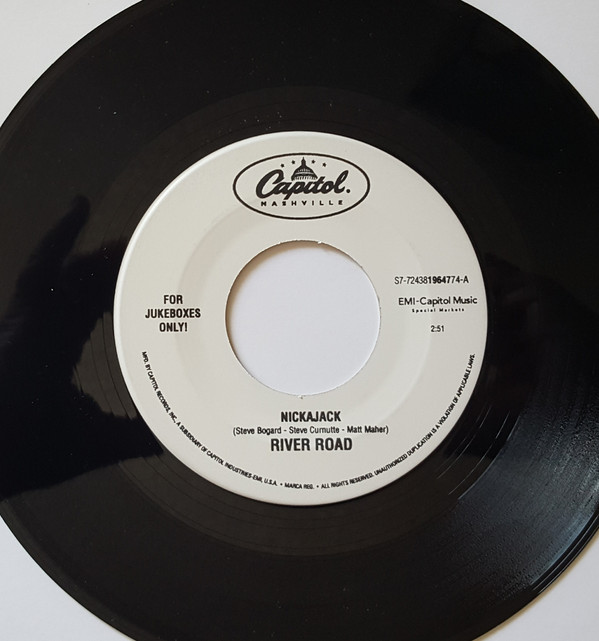 Capitol.
NASHVILLE
FOR
JUKEBOXES
ONLY!
S7-724381964774-A
EMI-Capitol Music
Special Markets
2:51
NICKAJACK
(Steve Bogard - Steve Curnutte - Matt Maher)
RIVER ROAD
MFD. BY CAPITOL RECORDS, INC., A SUBSIDIARY OF CAPITOL INDUSTRIES-EMI, U.S.A. • MARCA REG. • ALL RIGHTS RESERVED. UNAUTHORIZED DUPLICATION IS A VIOLATION OF APPLICABLE LAWS.